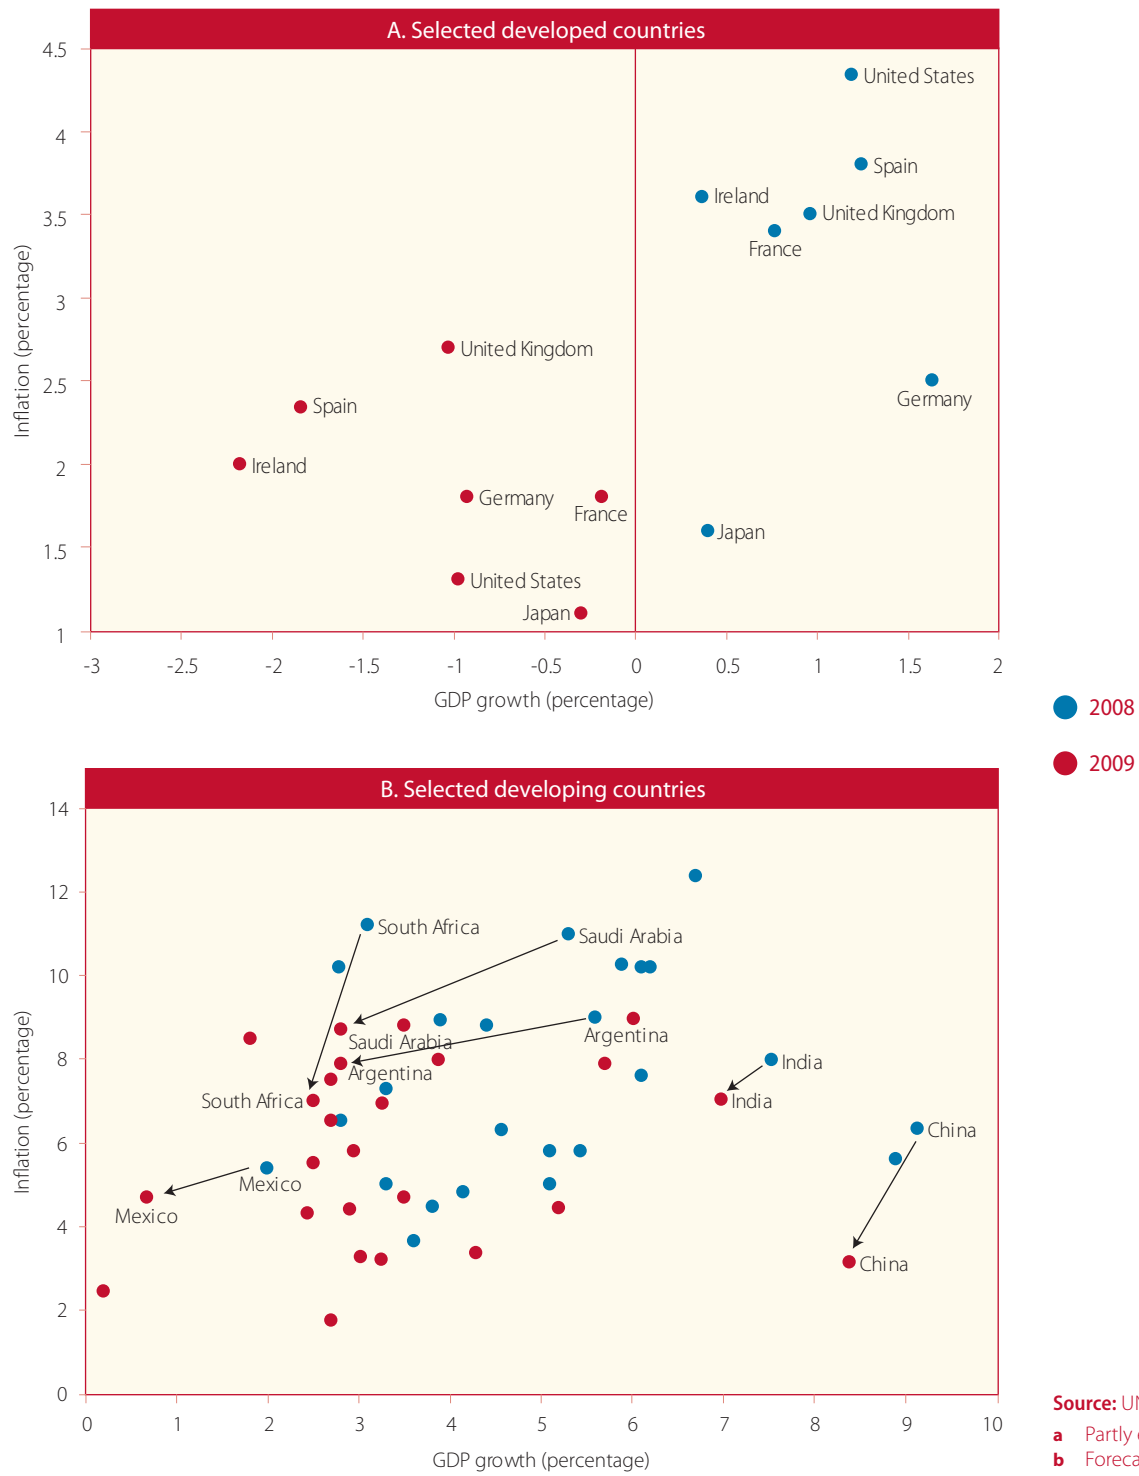 A. Selected developed countries
4.5
4
3.5
3
2.5
2
1.5
1
Inflation (percentage)
United States
Spain
Ireland
United Kingdom
France
United Kingdom
Germany
Spain
Ireland
Germany
France
Japan
United States
Japan
-3 -2.5 -2 -1.5 -1 -0.5 0 0.5 1 1.5 2
GDP growth (percentage)
2008
2009
B. Selected developing countries
14
12
10
8
6
4
2
0
Inflation (percentage)
South Africa
Saudi Arabia
Argentina
Saudi Arabia
India
Argentina
South Africa
India
China
Mexico
Mexico
China
0 1 2 3 4 5 6 7 8 9 10
GDP growth (percentage)
Source:
a Partly
b